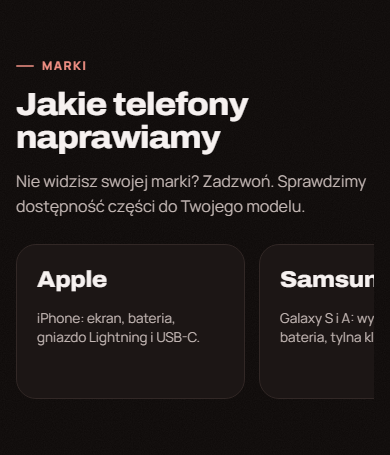 MARKI
Jakie telefony
naprawiamy
Nie widzisz swojej marki? Zadzwoń. Sprawdzimy
dostępność części do Twojego modelu.
Apple
iPhone: ekran, bateria,
gniazdo Lightning i USB-C.
Galaxy S i A:
bateria, tylna